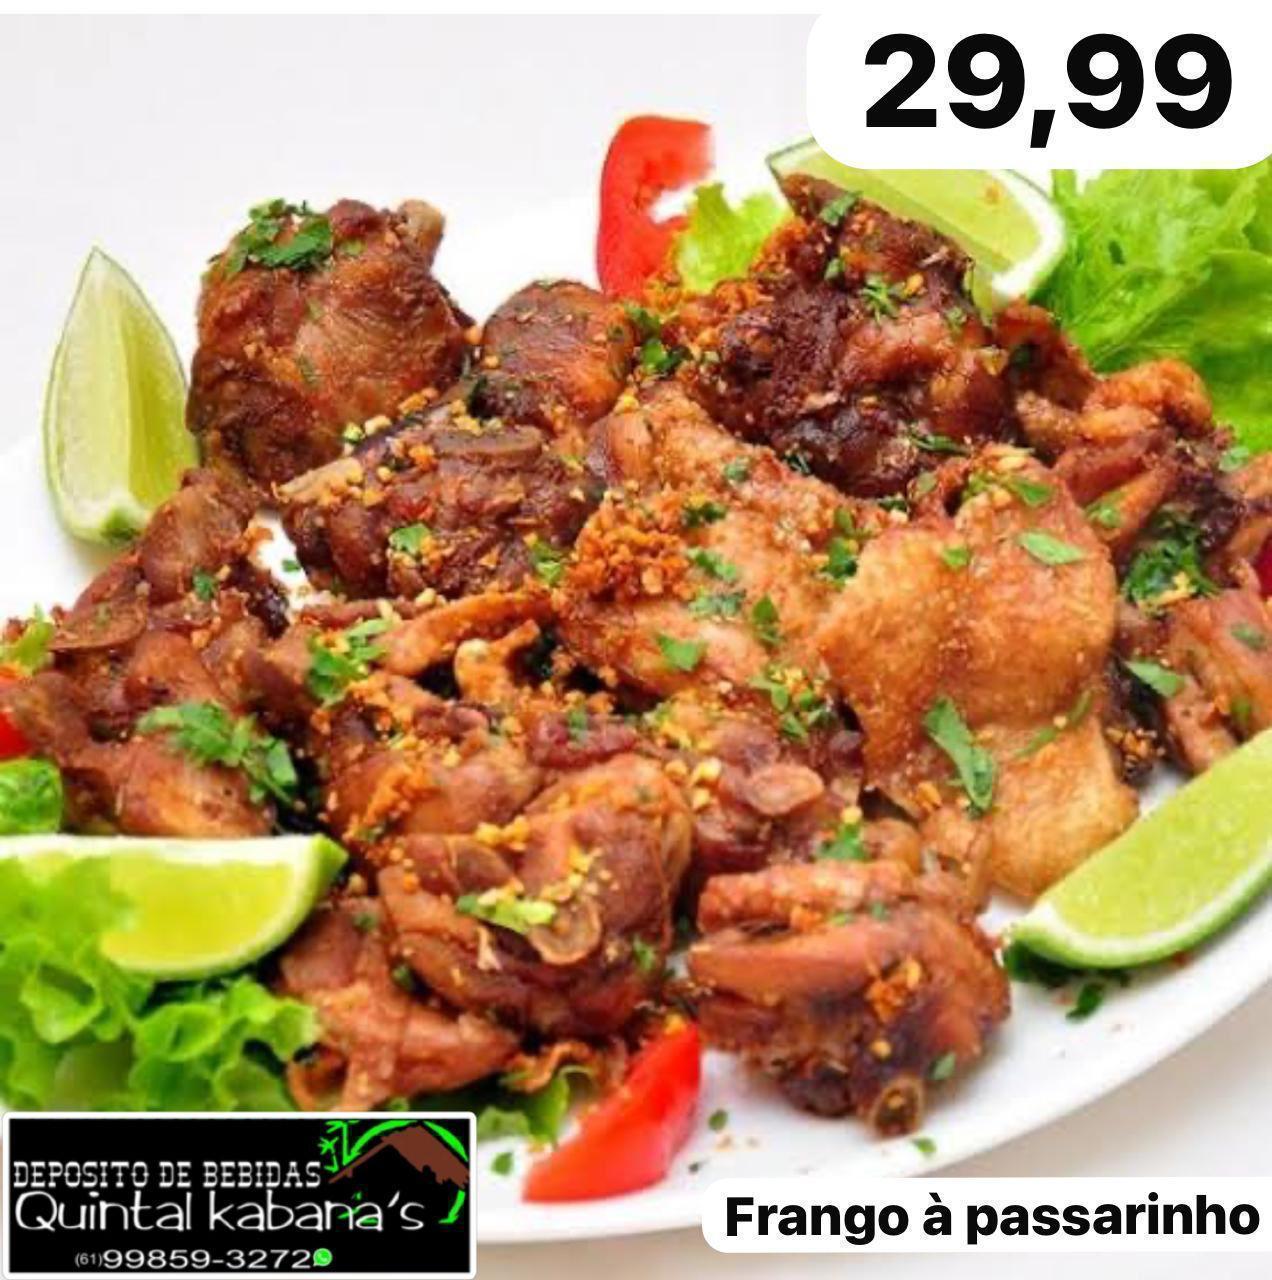 29,99
DEPOSITO DE BEBIDAS
Quintal kabana's
(61)99859-3272
Frango à passarinho